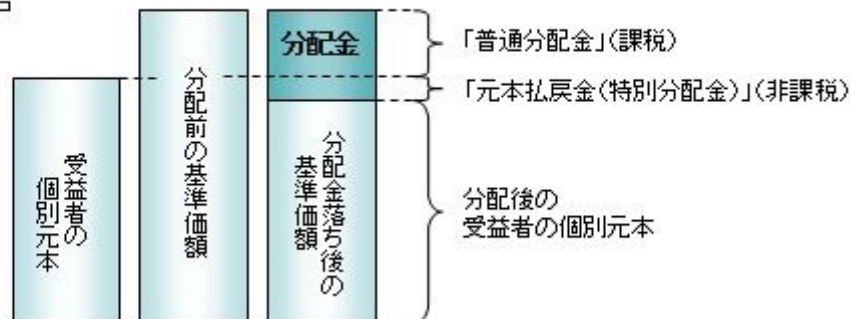 受益者の
個別元本
分配前の基準価額
分配金
分配金落ち後の
基準価額
「普通分配金」(課税)
「元本払戻金(特別分配金)」(非課税)
分配後の
受益者の個別元本